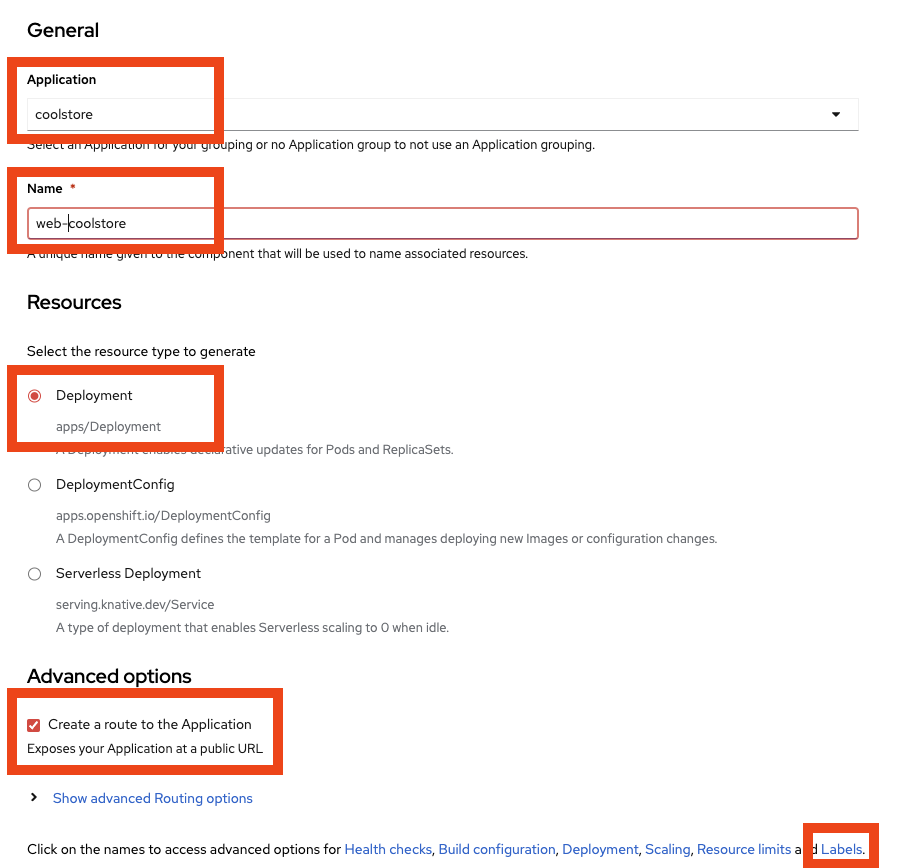 General
Application
coolstore
Select an Application for your grouping or no Application group to not use an Application grouping.
Name *
web-coolstore
A unique name given to the component that will be used to name associated resources.
Resources
Select the resource type to generate
Deployment
apps/Deployment
A Deployment enables declarative updates for Pods and ReplicaSets.
DeploymentConfig
apps.openshift.io/DeploymentConfig
A DeploymentConfig defines the template for a Pod and manages deploying new Images or configuration changes.
Serverless Deployment
serving.knative.dev/Service
A type of deployment that enables Serverless scaling to 0 when idle.
Advanced options
Create a route to the Application
Exposes your Application at a public URL
Show advanced Routing options
Click on the names to access advanced options for Health checks, Build configuration, Deployment, Scaling, Resource limits and Labels.